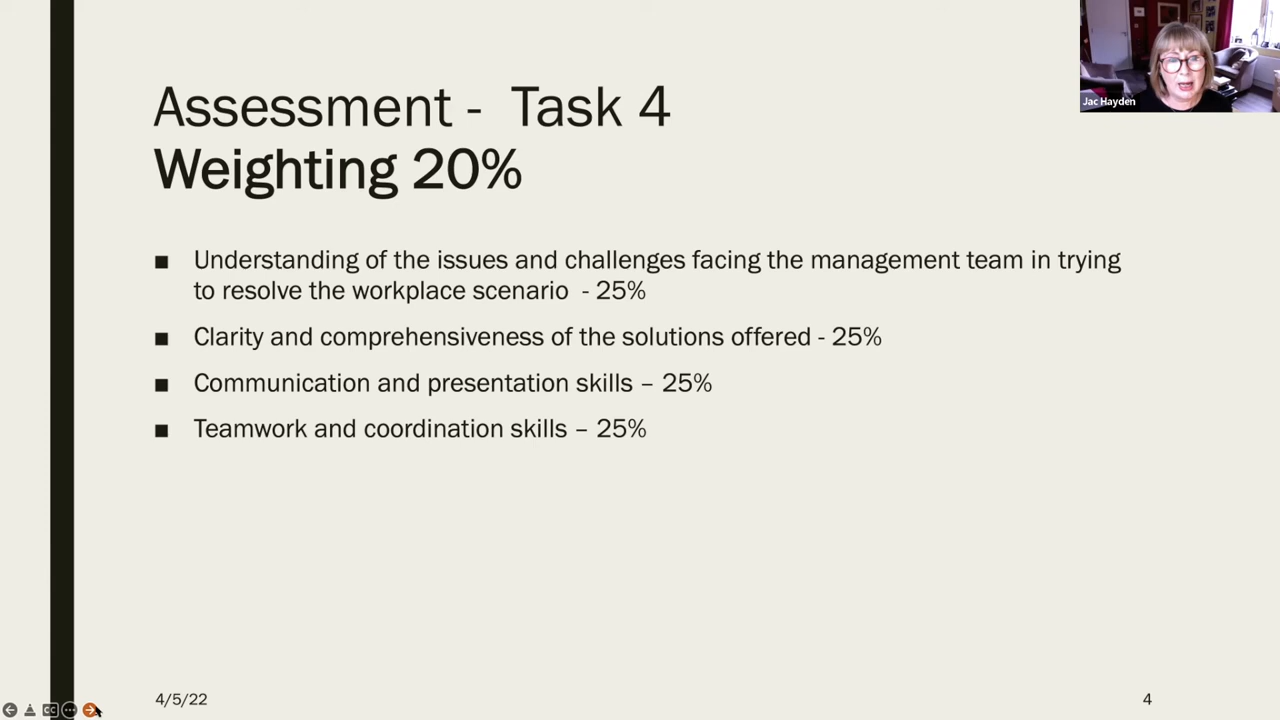 Jac Hayden
Assessment -  Task 4
Weighting 20%
■ Understanding of the issues and challenges facing the management team in trying
to resolve the workplace scenario  - 25%
■ Clarity and comprehensiveness of the solutions offered - 25%
■ Communication and presentation skills – 25%
■ Teamwork and coordination skills – 25%
CC
4/5/22
4